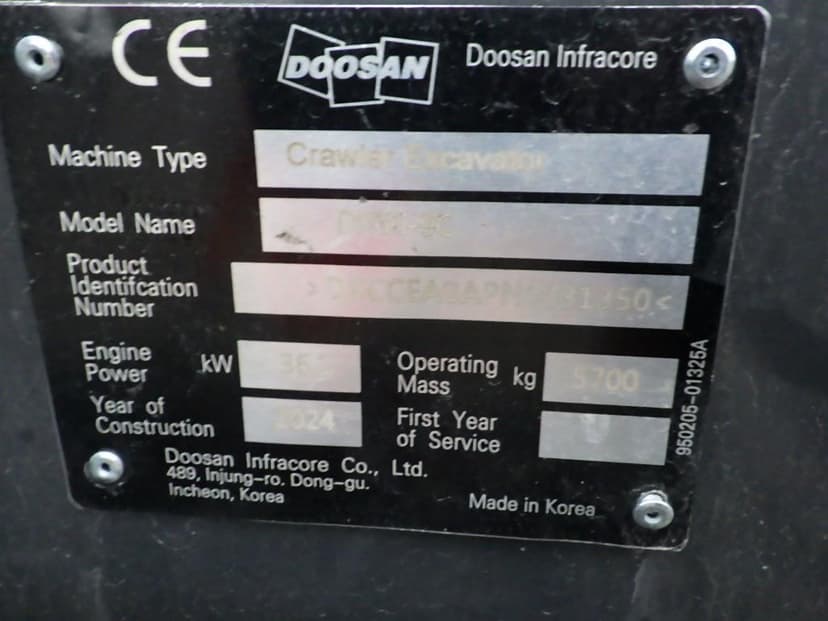 CE
DOOSAN Doosan Infracore
Machine Type Crawler Excavator
Model Name
Product
Identifcation
Number
Engine
Power kW 36
Operating
Mass kg 5700
Year of
Construction 2024
First Year
of Service
Doosan Infracore Co., Ltd.
489, Injung-ro. Dong-gu.
Incheon, Korea
Made in Korea
950205-01325A